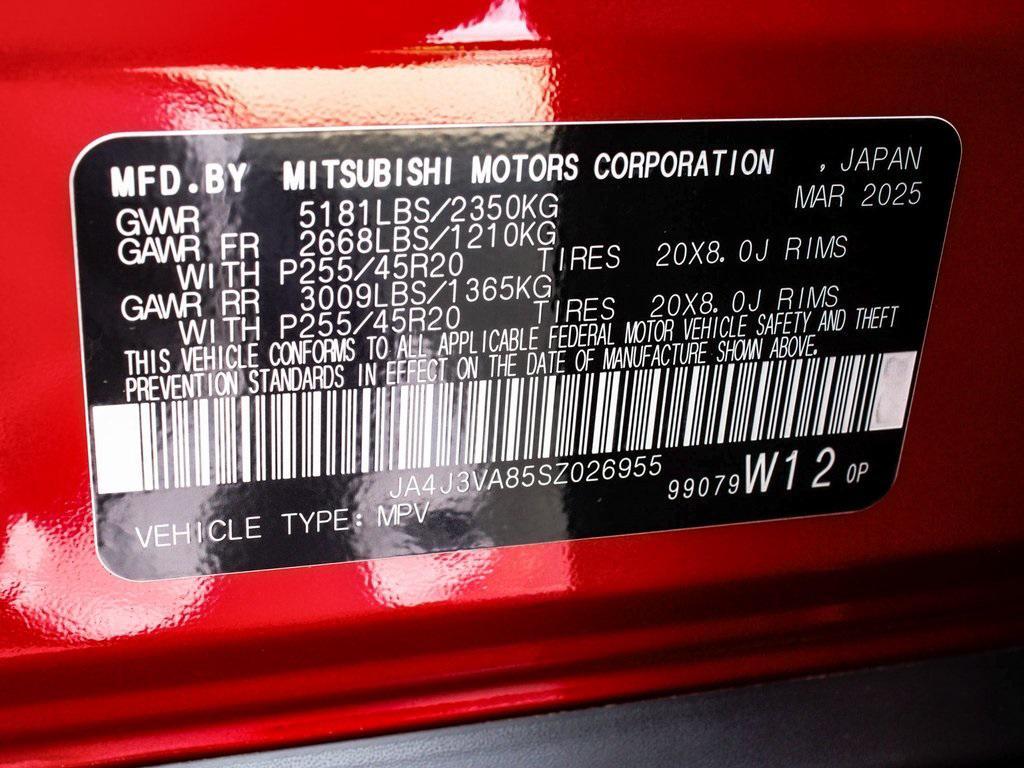 MFD.BY MITSUBISHI MOTORS CORPORATION , JAPAN
MAR 2025
GWWR 5181LBS/2350KG
GAWR FR 2668LBS/1210KG
WITH P255/45R20 TIRES 20X8.0J RIMS
GAWR RR 3009LBS/1365KG
WITH P255/45R20 TIRES 20X8.0J RIMS
THIS VEHICLE CONFORMS TO ALL APPLICABLE FEDERAL MOTOR VEHICLE SAFETY AND THEFT
PREVENTION STANDARDS IN EFFECT ON THE DATE OF MANUFACTURE SHOWN ABOVE.
JA4J3VA85SZ026955
99079 W12 0P
VEHICLE TYPE: MPV